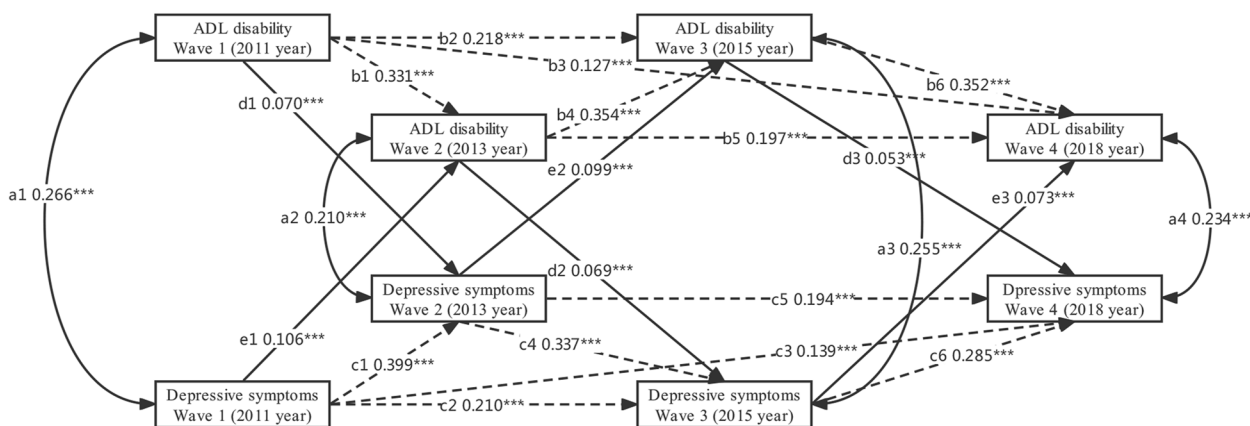 ADL disability
Wave 1 (2011 year)
ADL disability
Wave 3 (2015 year)
b2 0.218***
b3 0.127***
b1 0.331***
b6 0.352***
d1 0.070***
b4 0.354***
ADL disability
Wave 2 (2013 year)
ADL disability
Wave 4 (2018 year)
b5 0.197***
d3 0.053***
e2 0.099***
a1 0.266***
e3 0.073***
a2 0.210***
a4 0.234***
a3 0.255***
d2 0.069***
Depressive symptoms
Wave 2 (2013 year)
Dpressive symptoms
Wave 4 (2018 year)
c5 0.194***
e1 0.106***
c4 0.337***
c3 0.139***
c1 0.399***
c6 0.285***
Depressive symptoms
Wave 1 (2011 year)
Depressive symptoms
Wave 3 (2015 year)
c2 0.210***